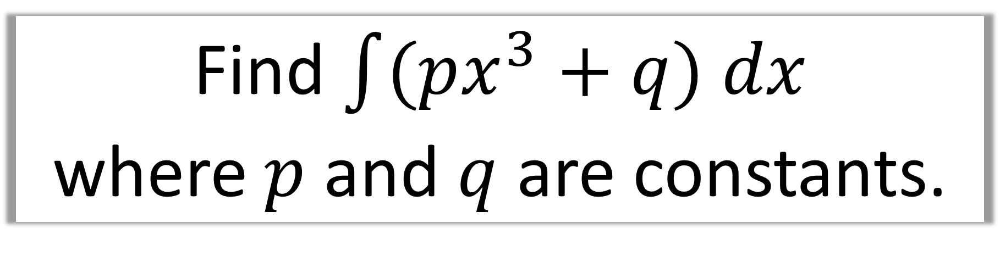 Find ∫(px³ + q) dx
where p and q are constants.